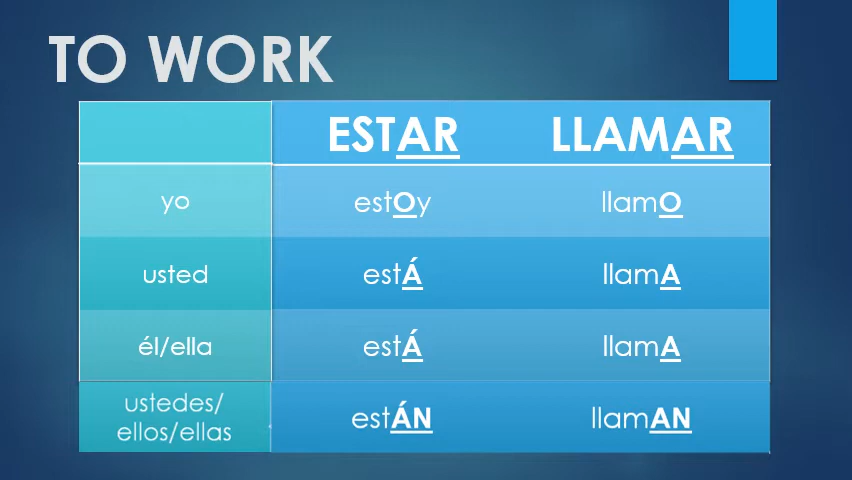 TO WORK
ESTAR LLAMAR
yo estOy llamO
usted estÁ llamA
él/ella estÁ llamA
ustedes/
ellos/ellas estÁN llamAN